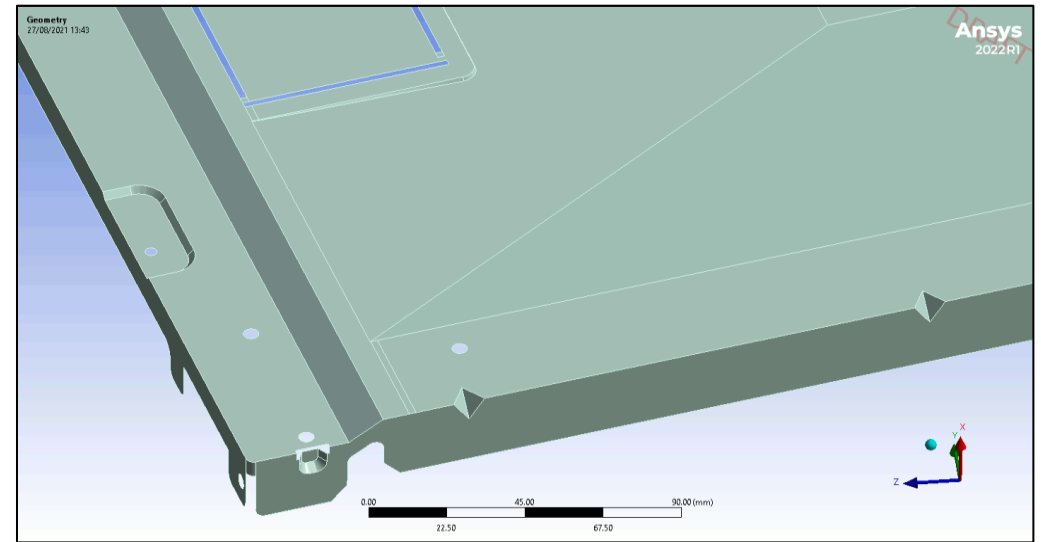 Geometry
27/08/2021 13:43
DRAFT
Ansys
2022R1
X
Y
Z
0.00 45.00 90.00 (mm)
22.50 67.50